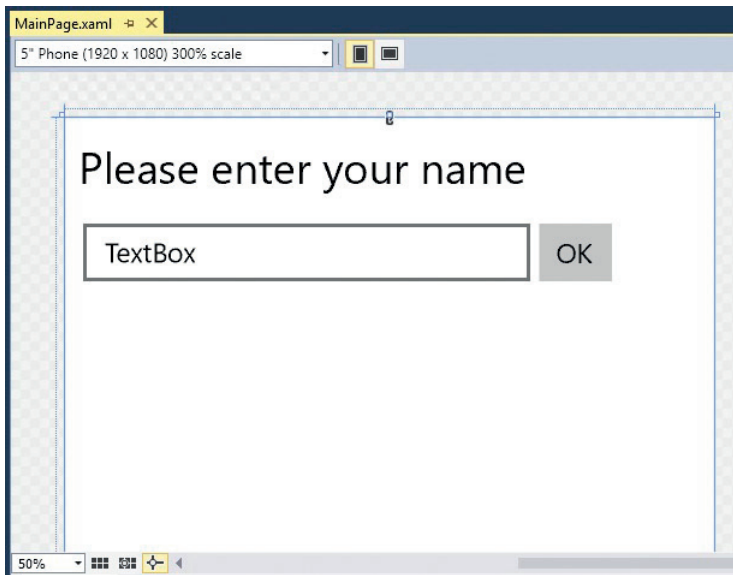 MainPage.xaml
5" Phone (1920 x 1080) 300% scale
Please enter your name
TextBox
OK
50%